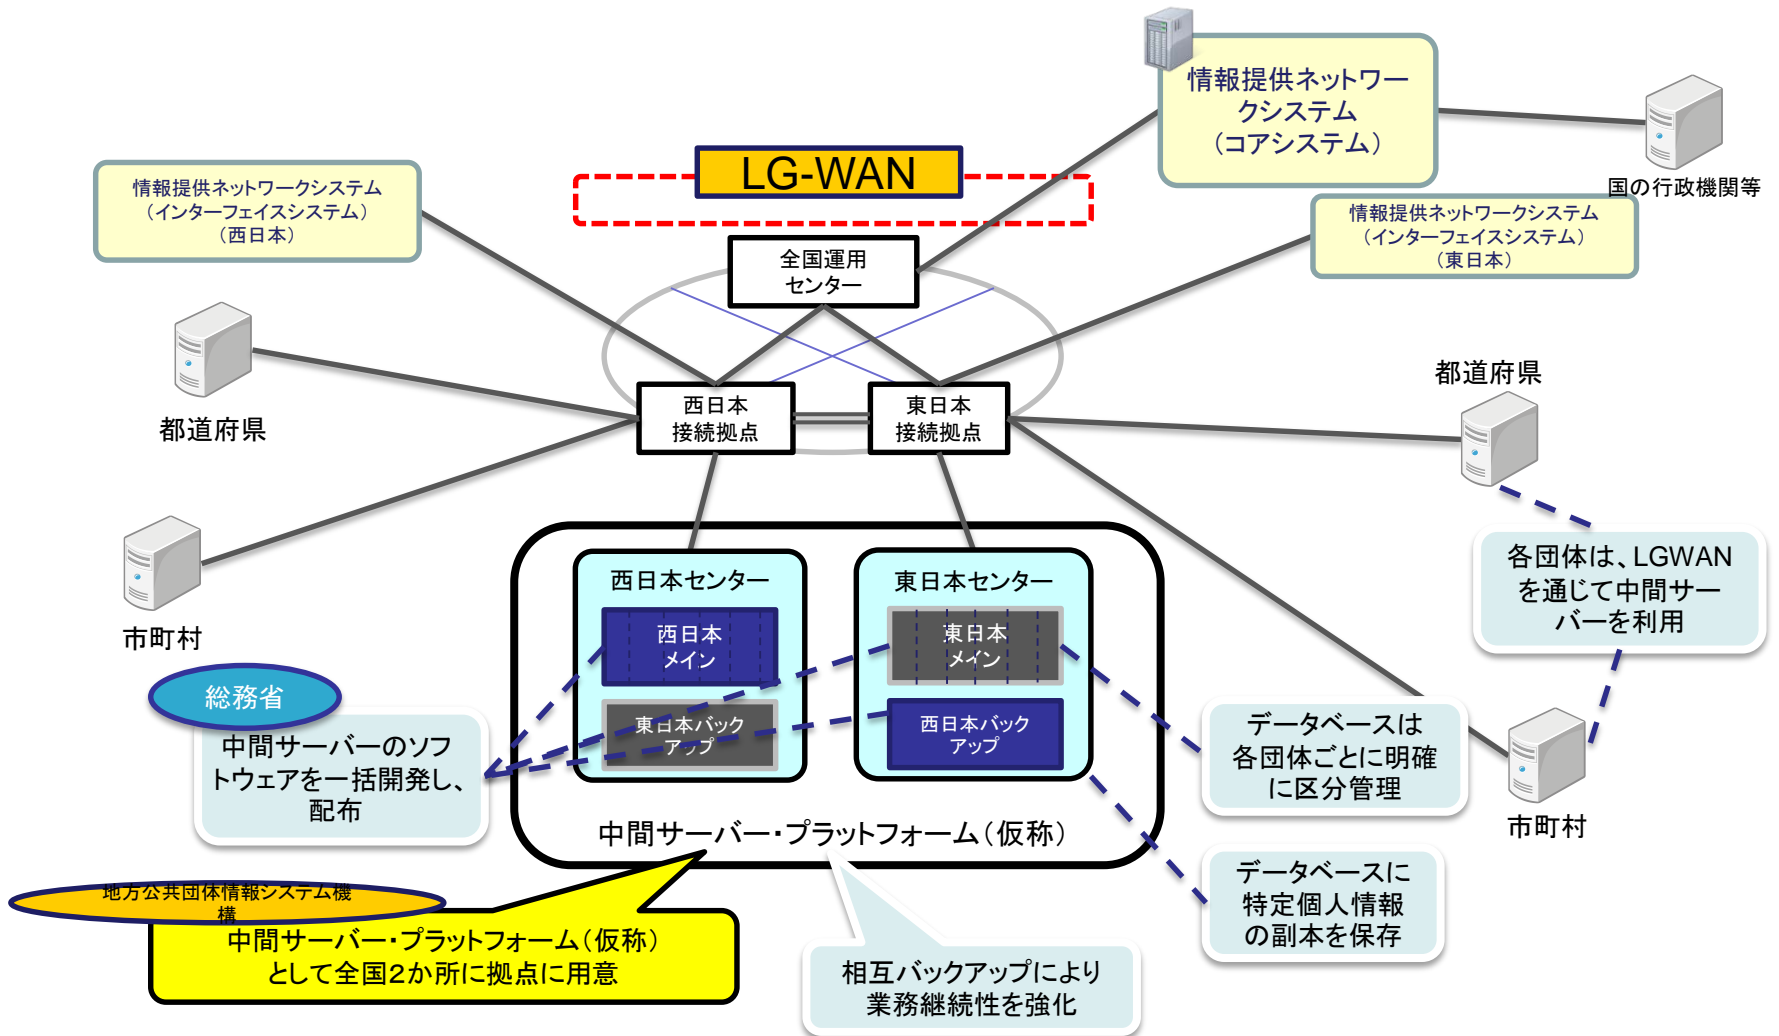 情報提供ネットワー
クシステム
（コアシステム）
LG-WAN
情報提供ネットワークシステム
（インターフェイスシステム）
（西日本）
国の行政機関等
情報提供ネットワークシステム
（インターフェイスシステム）
（東日本）
全国運用
センター
都道府県
西日本
接続拠点
東日本
接続拠点
都道府県
市町村
西日本センター
西日本
メイン
東日本バック
アップ
東日本センター
東日本
メイン
西日本バック
アップ
中間サーバー・プラットフォーム（仮称）
各団体は、LGWAN
を通じて中間サー
バーを利用
総務省
中間サーバーのソフ
トウェアを一括開発し、
配布
データベースは
各団体ごとに明確
に区分管理
市町村
データベースに
特定個人情報
の副本を保存
地方公共団体情報システム機
構
中間サーバー・プラットフォーム（仮称）
として全国２か所に拠点に用意
相互バックアップにより
業務継続性を強化